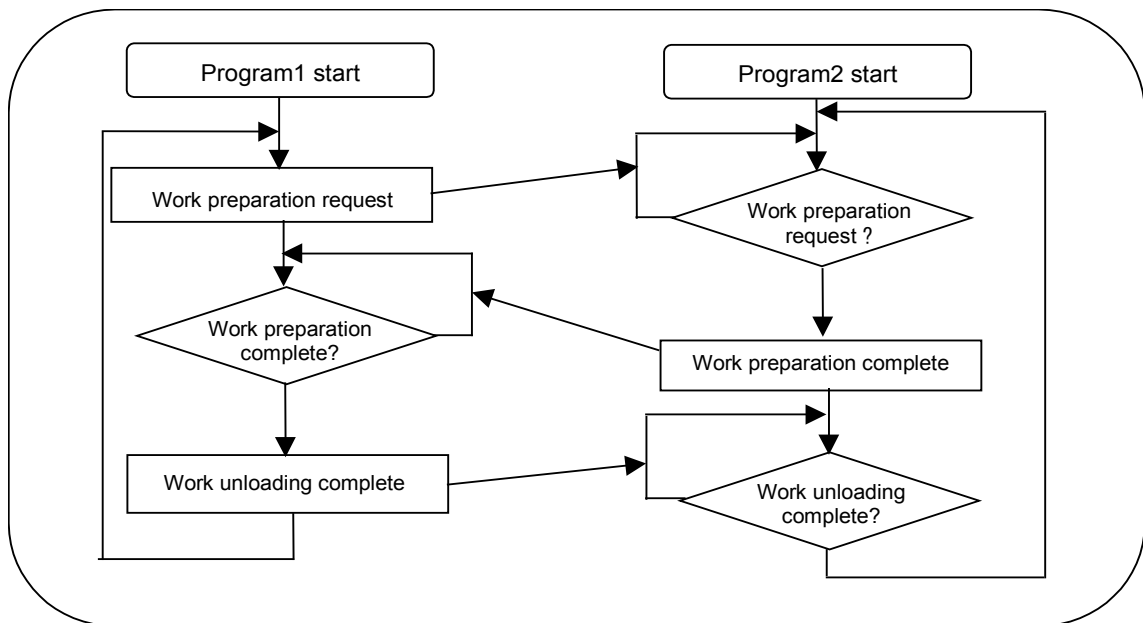 Program1 start
Work preparation request
Work preparation
complete?
Work unloading complete
Program2 start
Work preparation
request ?
Work preparation complete
Work unloading
complete?